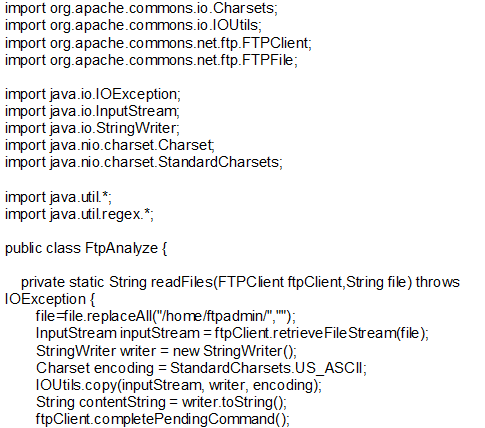 import org.apache.commons.io.Charsets;
import org.apache.commons.io.IOUtils;
import org.apache.commons.net.ftp.FTPClient;
import org.apache.commons.net.ftp.FTPFile;

import java.io.IOException;
import java.io.InputStream;
import java.io.StringWriter;
import java.nio.charset.Charset;
import java.nio.charset.StandardCharsets;

import java.util.*;
import java.util.regex.*;

public class FtpAnalyze {

    private static String readFiles(FTPClient ftpClient,String file) throws
IOException {
        file=file.replaceAll("/home/ftpadmin/","");
        InputStream inputStream = ftpClient.retrieveFileStream(file);
        StringWriter writer = new StringWriter();
        Charset encoding = StandardCharsets.US_ASCII;
        IOUtils.copy(inputStream, writer, encoding);
        String contentString = writer.toString();
        ftpClient.completePendingCommand();